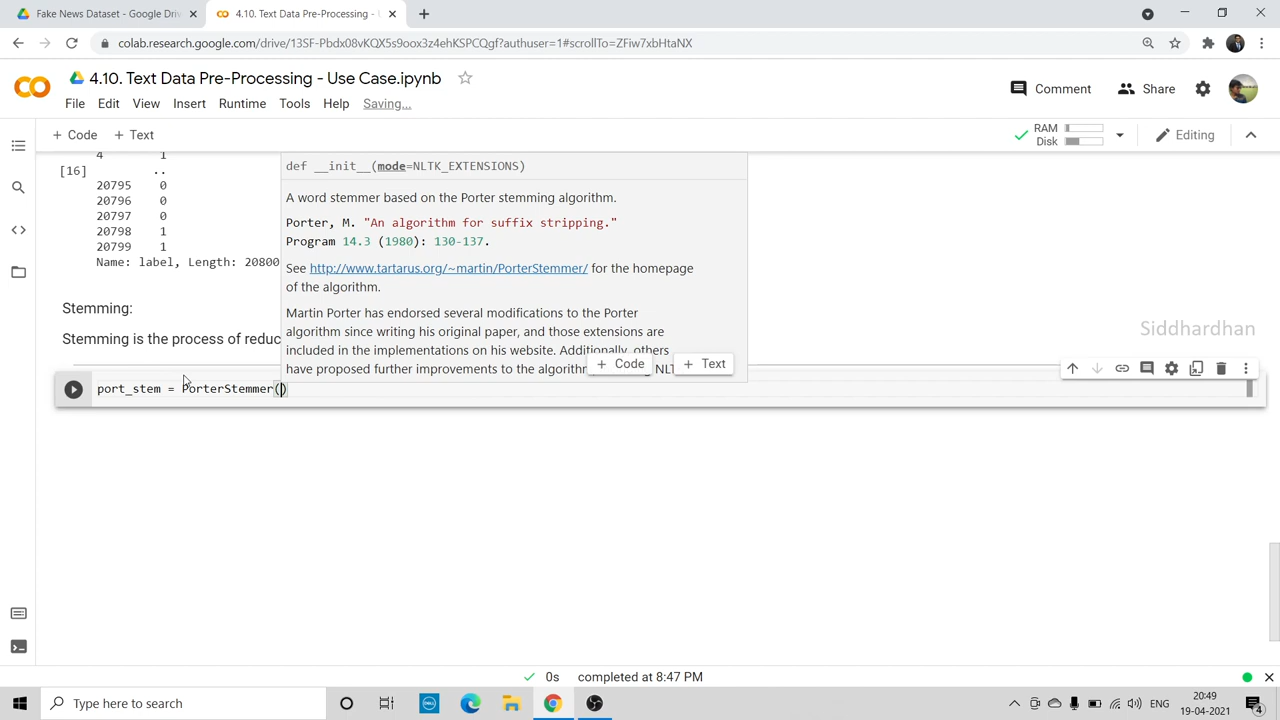 Fake News Dataset - Google Driv
4.10. Text Data Pre-Processing - U
colab.research.google.com/drive/13SF-Pbdx08vKQX5s9oox3z4ehKSPCQgf?authuser=1#scrollTo=ZFiw7xbHtaNX
4.10. Text Data Pre-Processing - Use Case.ipynb
Comment
Share
File Edit View Insert Runtime Tools Help Saving...
+ Code + Text
RAM
Disk
Editing
4 1
[16] ..
20795 0
20796 0
20797 0
20798 1
20799 1
Name: label, Length: 20800
def __init__(mode=NLTK_EXTENSIONS)
A word stemmer based on the Porter stemming algorithm.
Porter, M. "An algorithm for suffix stripping."
Program 14.3 (1980): 130-137.
See http://www.tartarus.org/~martin/PorterStemmer/ for the homepage
of the algorithm.
Martin Porter has endorsed several modifications to the Porter
algorithm since writing his original paper, and those extensions are
included in the implementations on his website. Additionally, others
have proposed further improvements to the algorithm
NLT
+ Code + Text
Stemming:
Stemming is the process of reduc
Siddhardhan
port_stem = PorterStemmer()
0s completed at 8:47 PM
Type here to search
DELL
ENG
20:49
19-04-2021
4